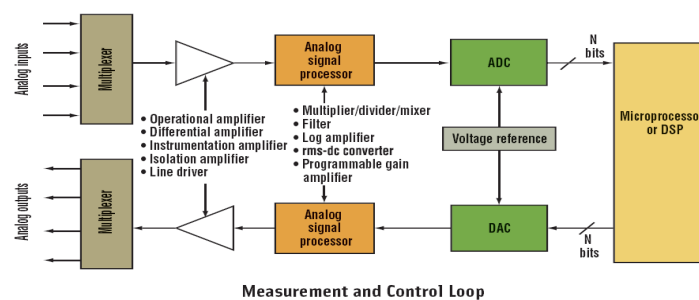 Analog inputs
Multiplexer
Analog
signal
processor
ADC
N
bits
Microprocessor
or DSP
• Operational amplifier
• Differential amplifier
• Instrumentation amplifier
• Isolation amplifier
• Line driver
• Multiplier/divider/mixer
• Filter
• Log amplifier
• rms-dc converter
• Programmable gain
amplifier
Voltage reference
Analog outputs
Multiplexer
Analog
signal
processor
DAC
N
bits
Measurement and Control Loop